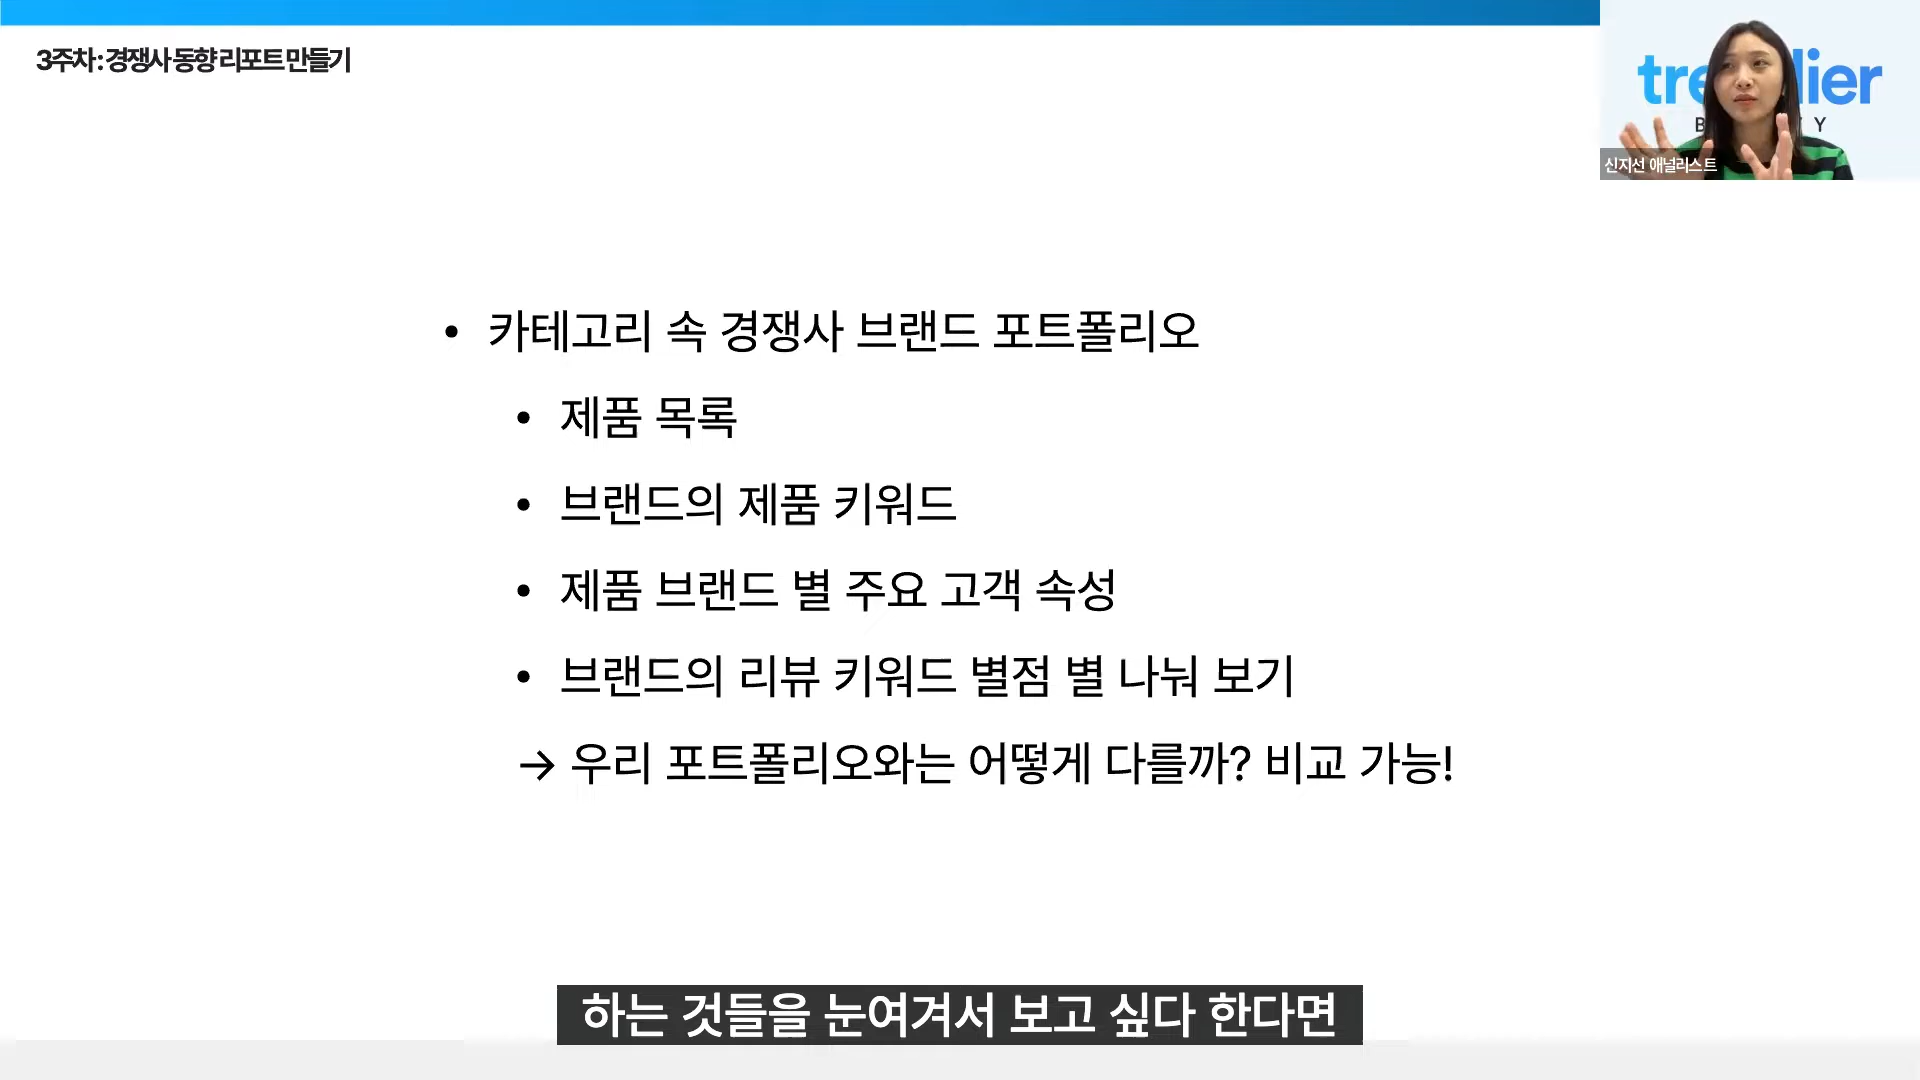 3주차 : 경쟁사 동향 리포트 만들기
신지선 애널리스트
• 카테고리 속 경쟁사 브랜드 포트폴리오
• 제품 목록
• 브랜드의 제품 키워드
• 제품 브랜드 별 주요 고객 속성
• 브랜드의 리뷰 키워드 별점 별 나눠 보기
→ 우리 포트폴리오와는 어떻게 다를까? 비교 가능!
하는 것들을 눈여겨서 보고 싶다 한다면